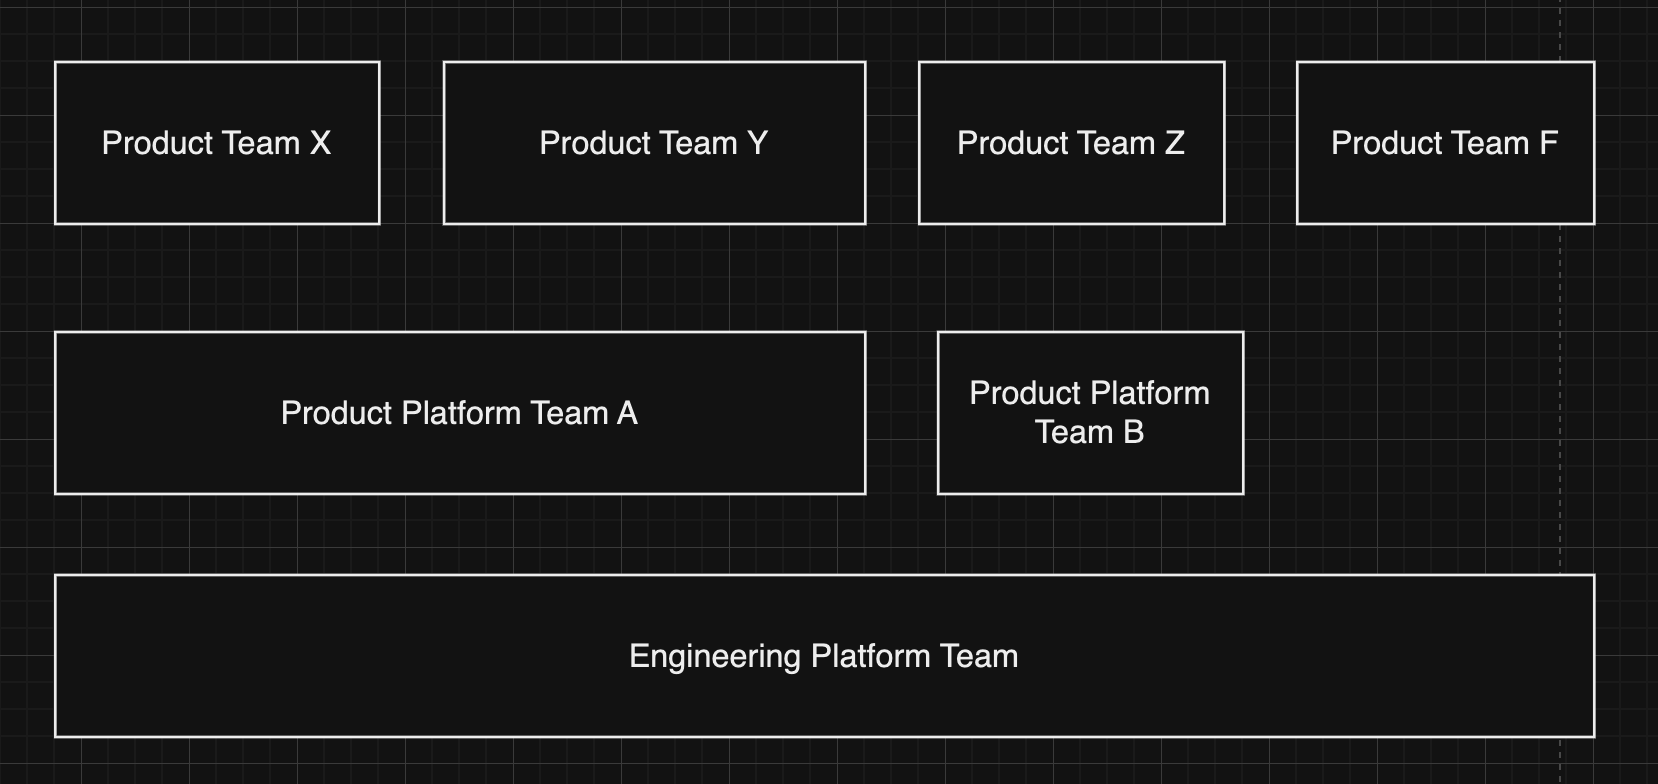 Product Team X
Product Team Y
Product Team Z
Product Team F
Product Platform Team A
Product Platform
Team B
Engineering Platform Team